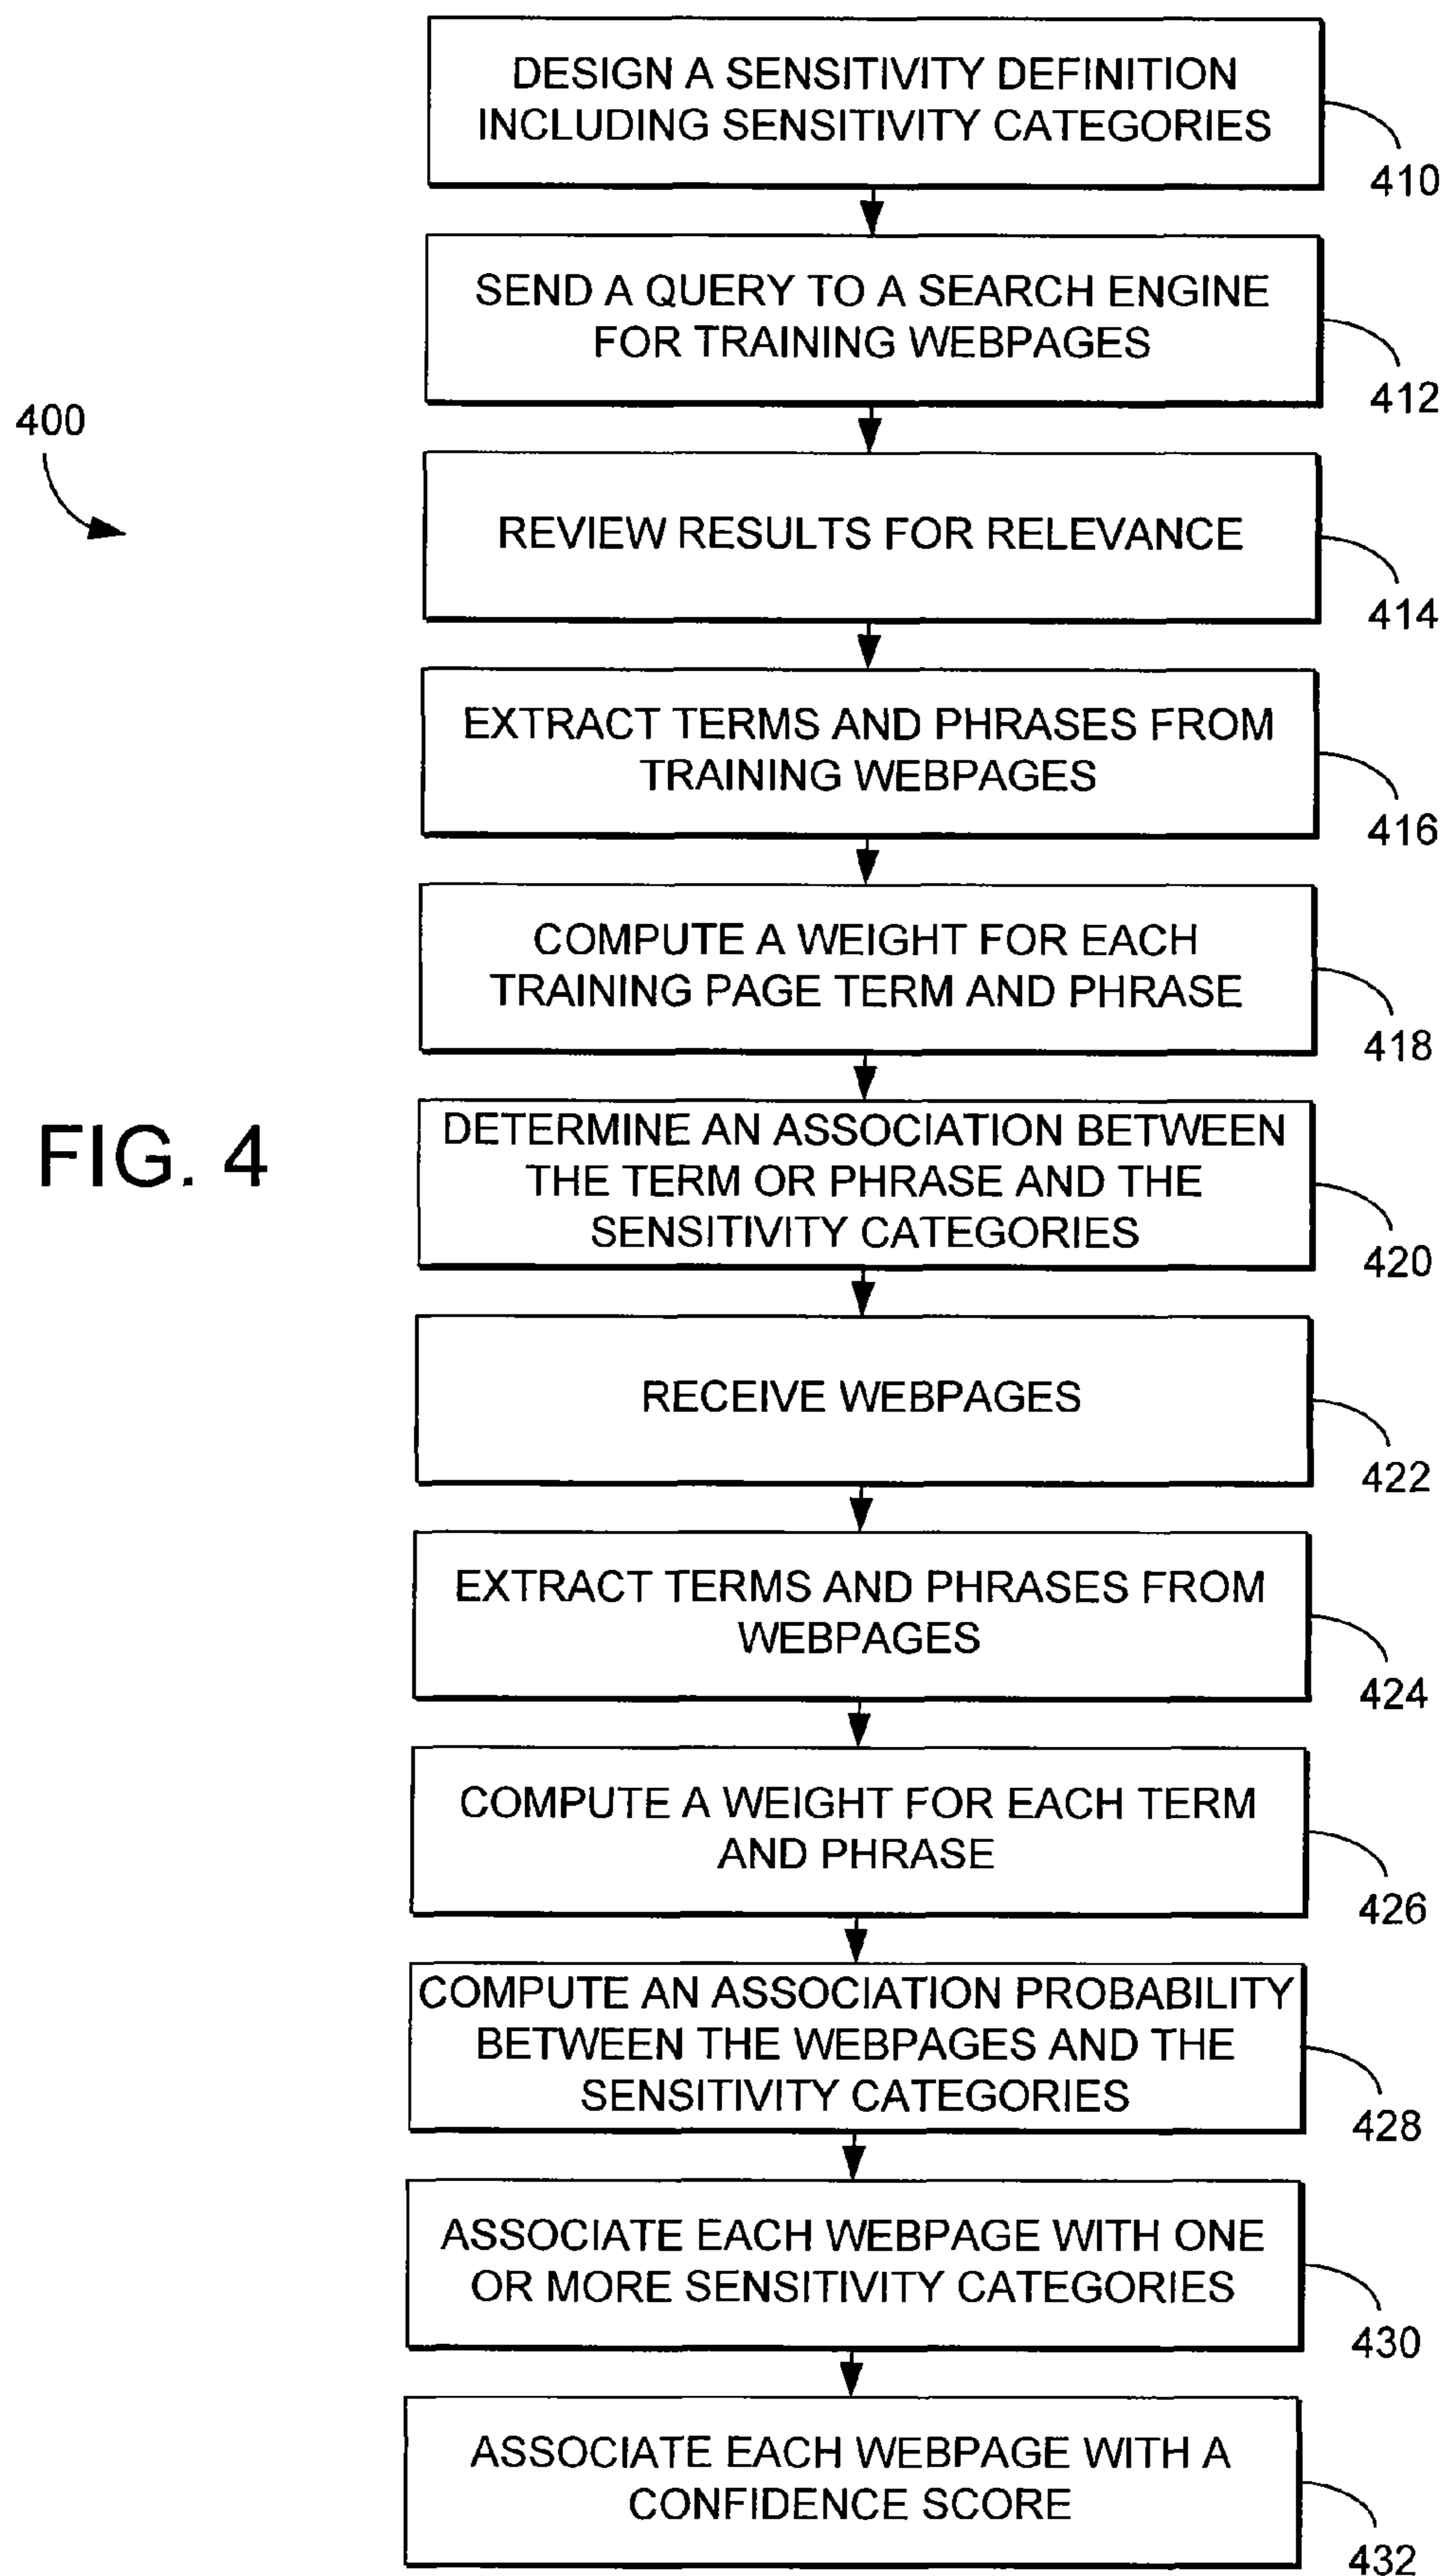 DESIGN A SENSITIVITY DEFINITION
INCLUDING SENSITIVITY CATEGORIES
410
SEND A QUERY TO A SEARCH ENGINE
FOR TRAINING WEBPAGES
412
400
REVIEW RESULTS FOR RELEVANCE
414
EXTRACT TERMS AND PHRASES FROM
TRAINING WEBPAGES
416
COMPUTE A WEIGHT FOR EACH
TRAINING PAGE TERM AND PHRASE
418
FIG. 4
DETERMINE AN ASSOCIATION BETWEEN
THE TERM OR PHRASE AND THE
SENSITIVITY CATEGORIES
420
RECEIVE WEBPAGES
422
EXTRACT TERMS AND PHRASES FROM
WEBPAGES
424
COMPUTE A WEIGHT FOR EACH TERM
AND PHRASE
426
COMPUTE AN ASSOCIATION PROBABILITY
BETWEEN THE WEBPAGES AND THE
SENSITIVITY CATEGORIES
428
ASSOCIATE EACH WEBPAGE WITH ONE
OR MORE SENSITIVITY CATEGORIES
430
ASSOCIATE EACH WEBPAGE WITH A
CONFIDENCE SCORE
432